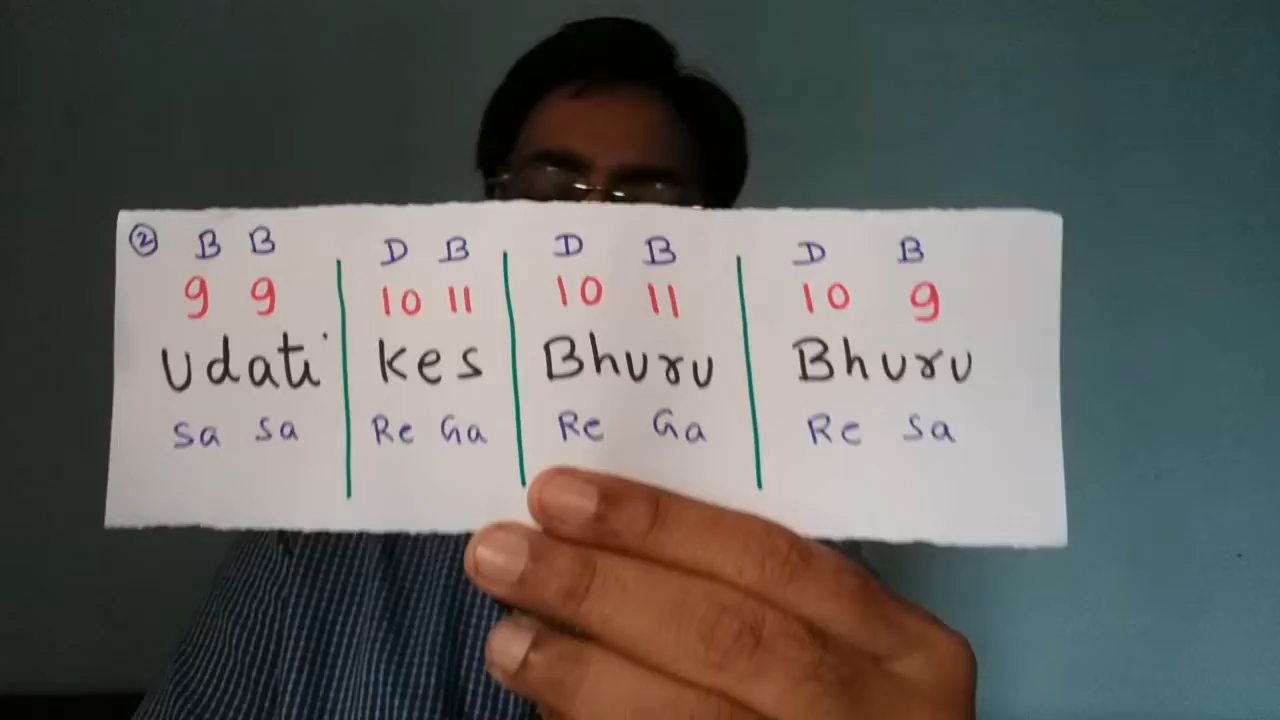 ② B B D B D B D B
9 9 10 11 10 11 10 9
Udati Kes Bhuru Bhuru
Sa Sa Re Ga Re Ga Re Sa